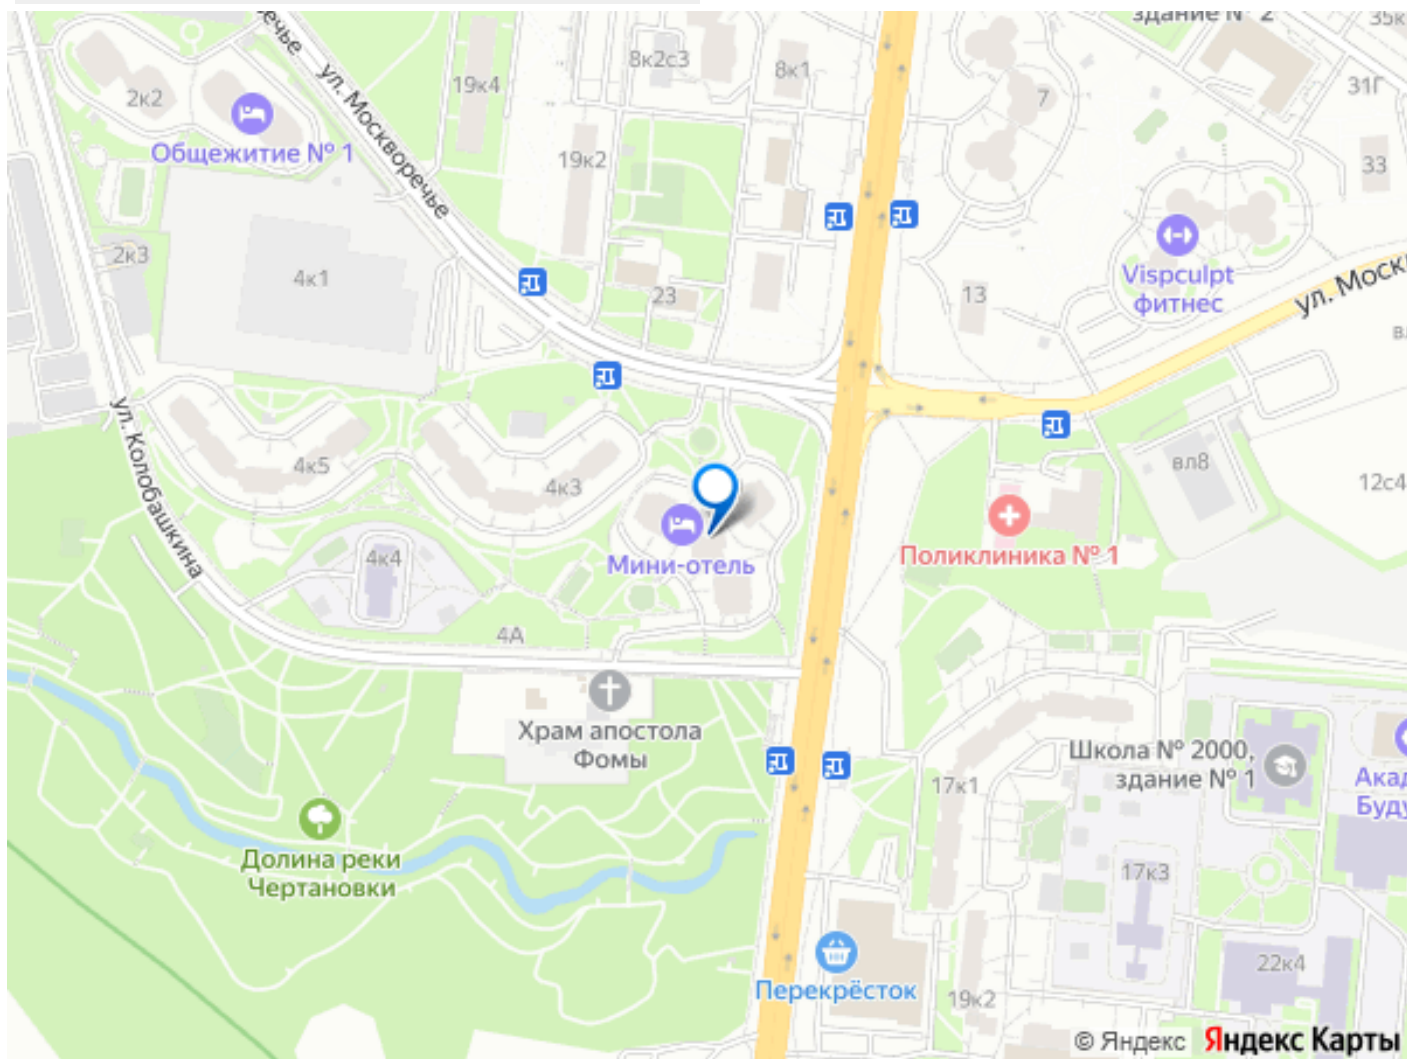 здание № 2
35к
8к2с3
8к1
19к4
2к2
7
31Г
Общежитие № 1
ул. Москворечье
19к2
33
2к3
4к1
23
13
Vispculpt
фитнес
ул. Моск
ул. Колобашкина
4к5
4к3
вл8
12с4
4к4
Мини-отель
Поликлиника № 1
4А
Храм апостола
Фомы
17к1
Школа № 2000,
здание № 1
Акад
Буду
Долина реки
Чертановки
17к3
22к4
Перекрёсток
19к2
© Яндекс Яндекс Карты